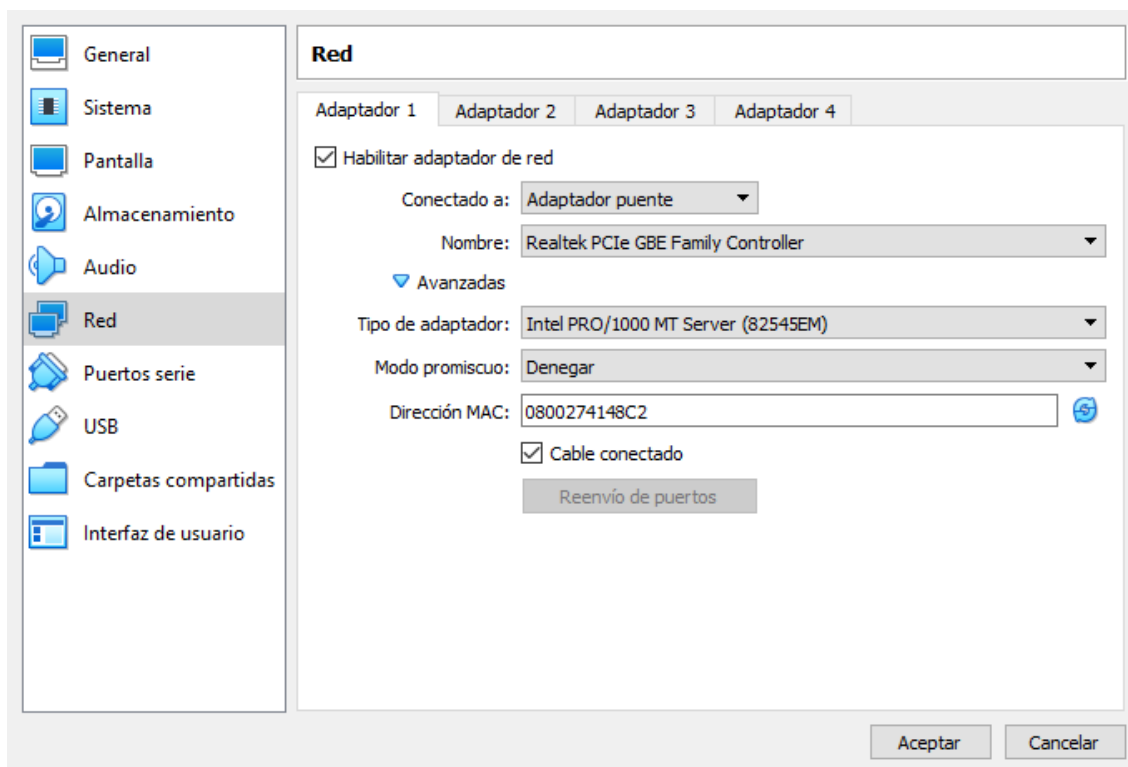 General
Sistema
Pantalla
Almacenamiento
Audio
Red
Puertos serie
USB
Carpetas compartidas
Interfaz de usuario
Red
Adaptador 1 Adaptador 2 Adaptador 3 Adaptador 4
Habilitar adaptador de red
Conectado a: Adaptador puente
Nombre: Realtek PCIe GBE Family Controller
Avanzadas
Tipo de adaptador: Intel PRO/1000 MT Server (82545EM)
Modo promiscuo: Denegar
Dirección MAC: 0800274148C2
Cable conectado
Reenvío de puertos
Aceptar Cancelar